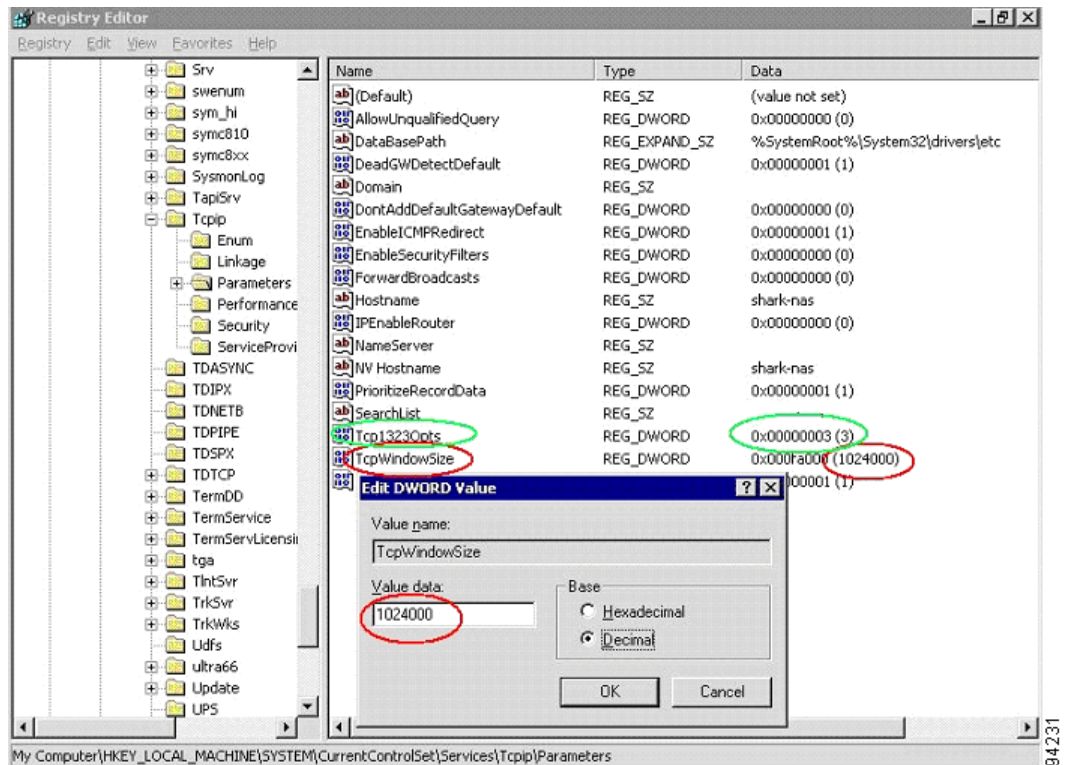 Registry Editor
Registry Edit View Favorites Help
Srv
swenum
sym_hi
symc810
symc8xx
SysmonLog
TapiSrv
Tcpip
Enum
Linkage
Parameters
Performance
Security
ServiceProvi
TDASYNC
TDIPX
TDNETB
TDPIPE
TDSPX
TDTCP
TermDD
TermService
TermServLicensi
tga
TlntSvr
TrkSvr
TrkWks
Udfs
ultra66
Update
UPS
Name Type Data
(Default) REG_SZ (value not set)
AllowUnqualifiedQuery REG_DWORD 0x00000000 (0)
DataBasePath REG_EXPAND_SZ %SystemRoot%\System32\drivers\etc
DeadGWDetectDefault REG_DWORD 0x00000001 (1)
Domain REG_SZ
DontAddDefaultGatewayDefault REG_DWORD 0x00000000 (0)
EnableICMPRedirect REG_DWORD 0x00000001 (1)
EnableSecurityFilters REG_DWORD 0x00000000 (0)
ForwardBroadcasts REG_DWORD 0x00000000 (0)
Hostname REG_SZ shark-nas
IPEnableRouter REG_DWORD 0x00000000 (0)
NameServer REG_SZ
NV Hostname REG_SZ shark-nas
PrioritizeRecordData REG_DWORD 0x00000001 (1)
SearchList REG_SZ
Tcp1323Opts REG_DWORD 0x00000003 (3)
TcpWindowSize REG_DWORD 0x000fa000 (1024000)
00001 (1)
Edit DWORD Value
Value name:
TcpWindowSize
Value data:
1024000
Base
Hexadecimal
Decimal
OK Cancel
My Computer\HKEY_LOCAL_MACHINE\SYSTEM\CurrentControlSet\Services\Tcpip\Parameters
94231